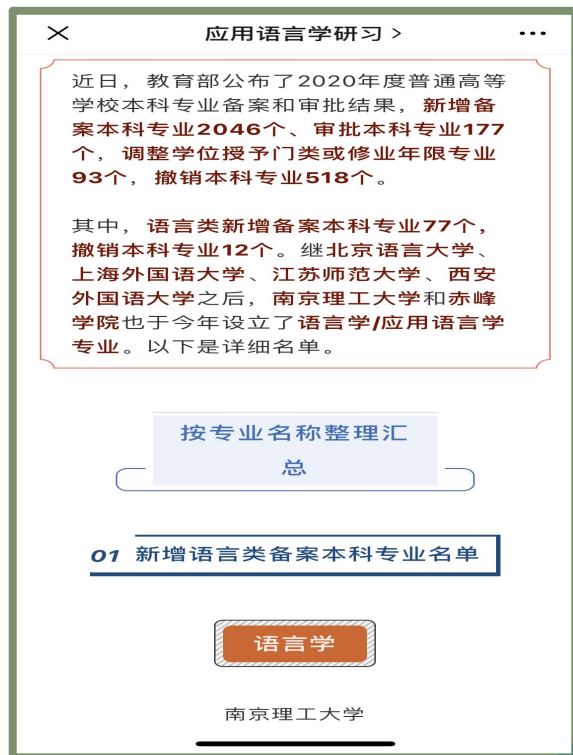 应用语言学研习 >
近日，教育部公布了2020年度普通高等
学校本科专业备案和审批结果，新增备
案本科专业2046个、审批本科专业177
个，调整学位授予门类或修业年限专业
93个，撤销本科专业518个。
其中，语言类新增备案本科专业77个，
撤销本科专业12个。继北京语言大学、
上海外国语大学、江苏师范大学、西安
外国语大学之后，南京理工大学和赤峰
学院也于今年设立了语言学/应用语言学
专业。以下是详细名单。
按专业名称整理汇
总
01 新增语言类备案本科专业名单
语言学
南京理工大学